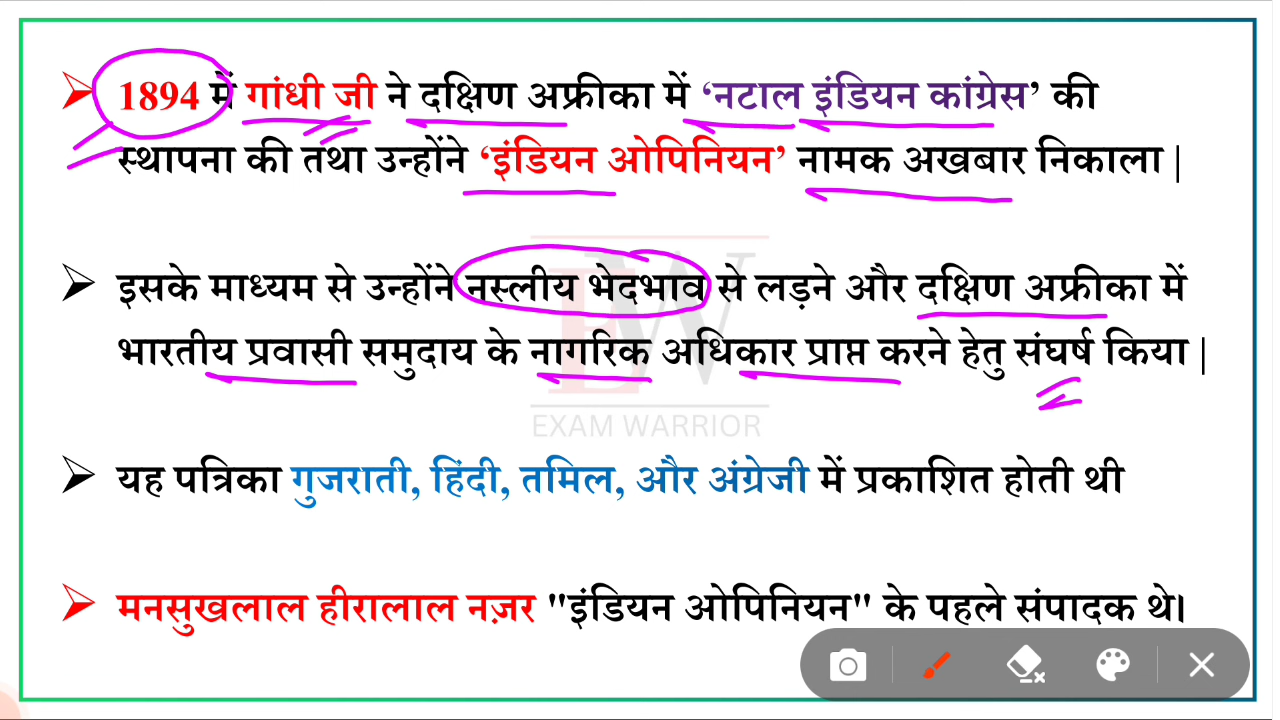 1894 में गांधी जी ने दक्षिण अफ्रीका में ‘नटाल इंडियन कांग्रेस’ की
स्थापना की तथा उन्होंने ‘इंडियन ओपिनियन’ नामक अखबार निकाला |
इसके माध्यम से उन्होंने नस्लीय भेदभाव से लड़ने और दक्षिण अफ्रीका में
भारतीय प्रवासी समुदाय के नागरिक अधिकार प्राप्त करने हेतु संघर्ष किया |
EW
EXAM WARRIOR
यह पत्रिका गुजराती, हिंदी, तमिल, और अंग्रेजी में प्रकाशित होती थी
मनसुखलाल हीरालाल नज़र "इंडियन ओपिनियन" के पहले संपादक थे।